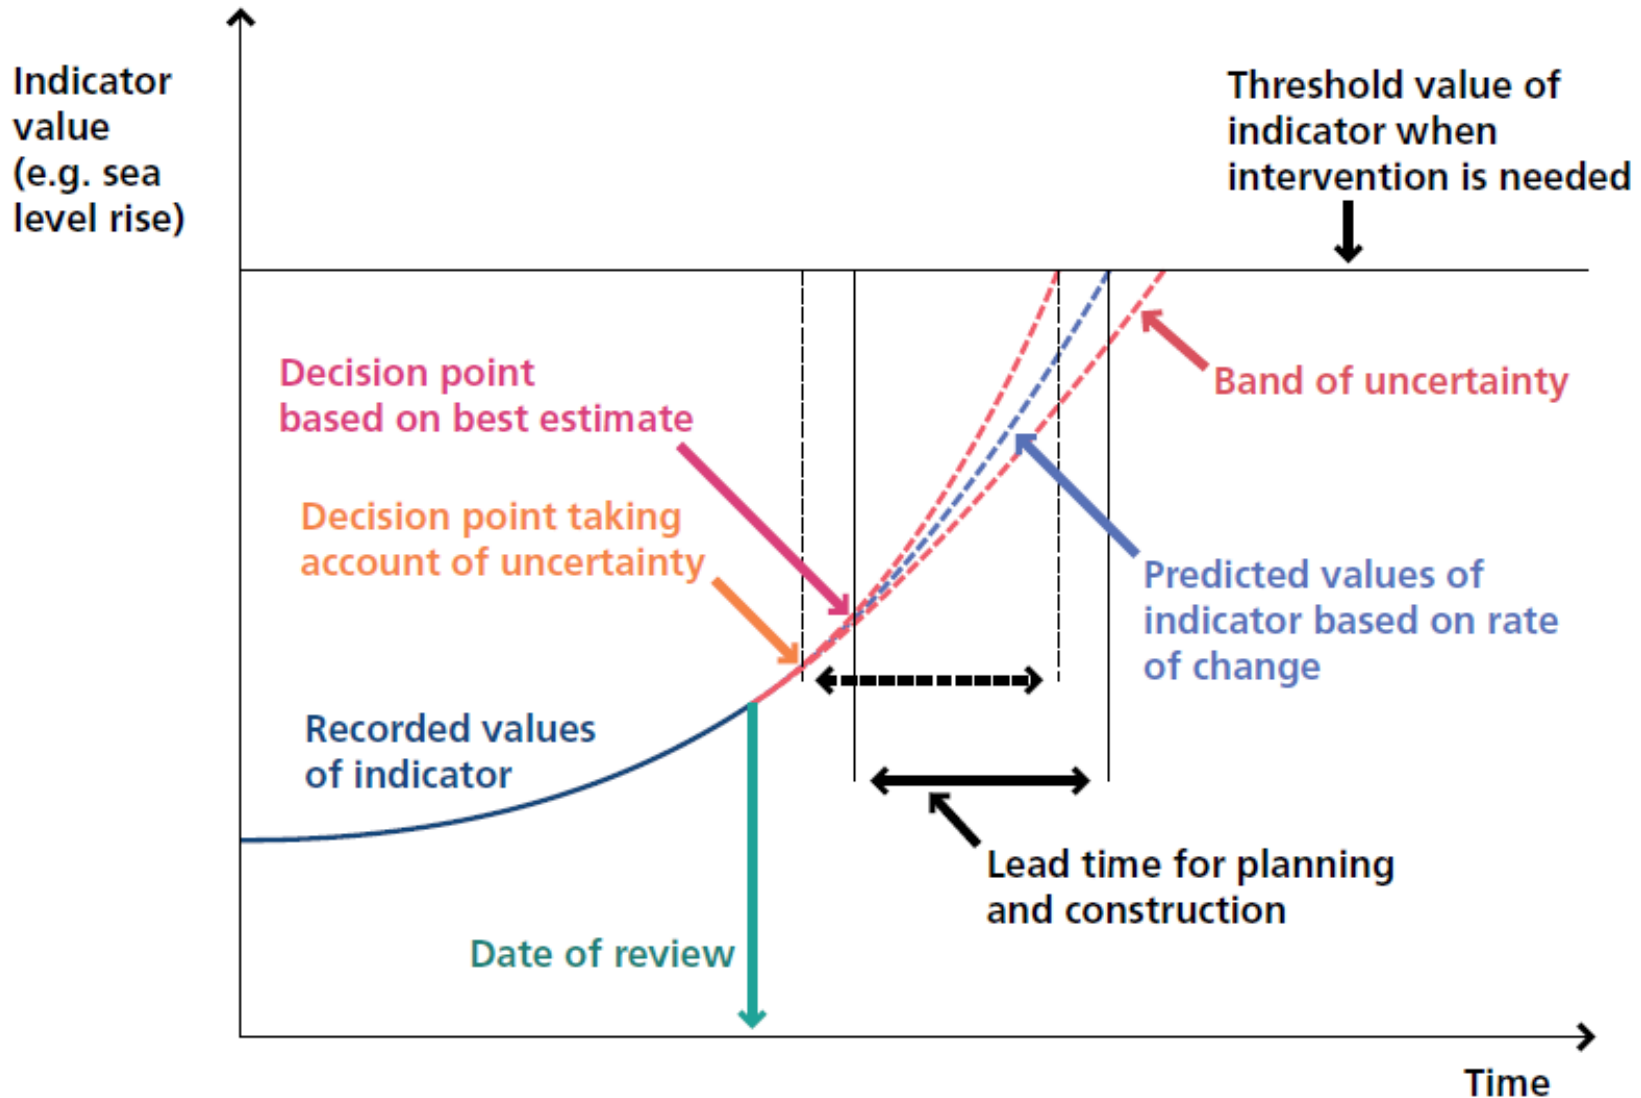 Indicator
value
(e.g. sea
level rise)
Threshold value of
indicator when
intervention is needed
Decision point
based on best estimate
Band of uncertainty
Decision point taking
account of uncertainty
Predicted values of
indicator based on rate
of change
Recorded values
of indicator
Lead time for planning
and construction
Date of review
Time